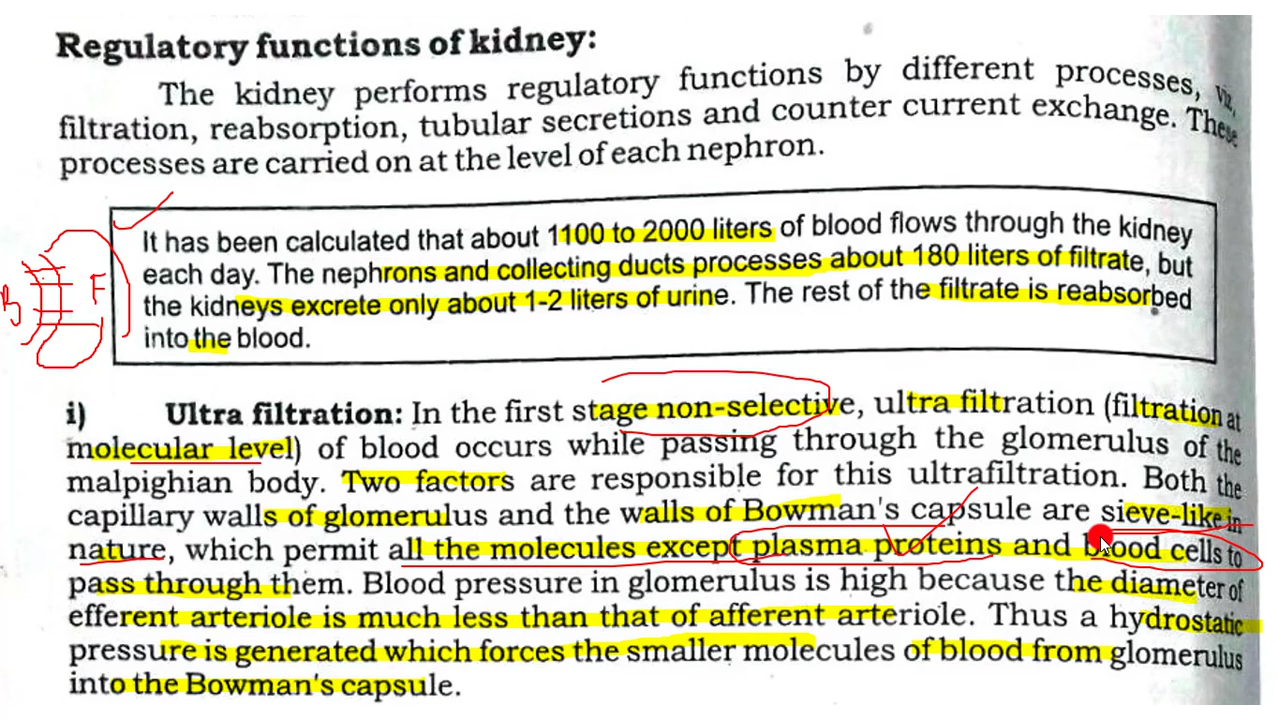 Regulatory functions of kidney:
The kidney performs regulatory functions by different processes, viz,
filtration, reabsorption, tubular secretions and counter current exchange. These
processes are carried on at the level of each nephron.
It has been calculated that about 1100 to 2000 liters of blood flows through the kidney
each day. The nephrons and collecting ducts processes about 180 liters of filtrate, but
B F
the kidneys excrete only about 1-2 liters of urine. The rest of the filtrate is reabsorbed
into the blood.
i) Ultra filtration: In the first stage non-selective, ultra filtration (filtration at
molecular level) of blood occurs while passing through the glomerulus of the
malpighian body. Two factors are responsible for this ultrafiltration. Both the
capillary walls of glomerulus and the walls of Bowman's capsule are sieve-like in
nature, which permit all the molecules except plasma proteins and blood cells to
pass through them. Blood pressure in glomerulus is high because the diameter of
efferent arteriole is much less than that of afferent arteriole. Thus a hydrostatic
pressure is generated which forces the smaller molecules of blood from glomerulus
into the Bowman's capsule.